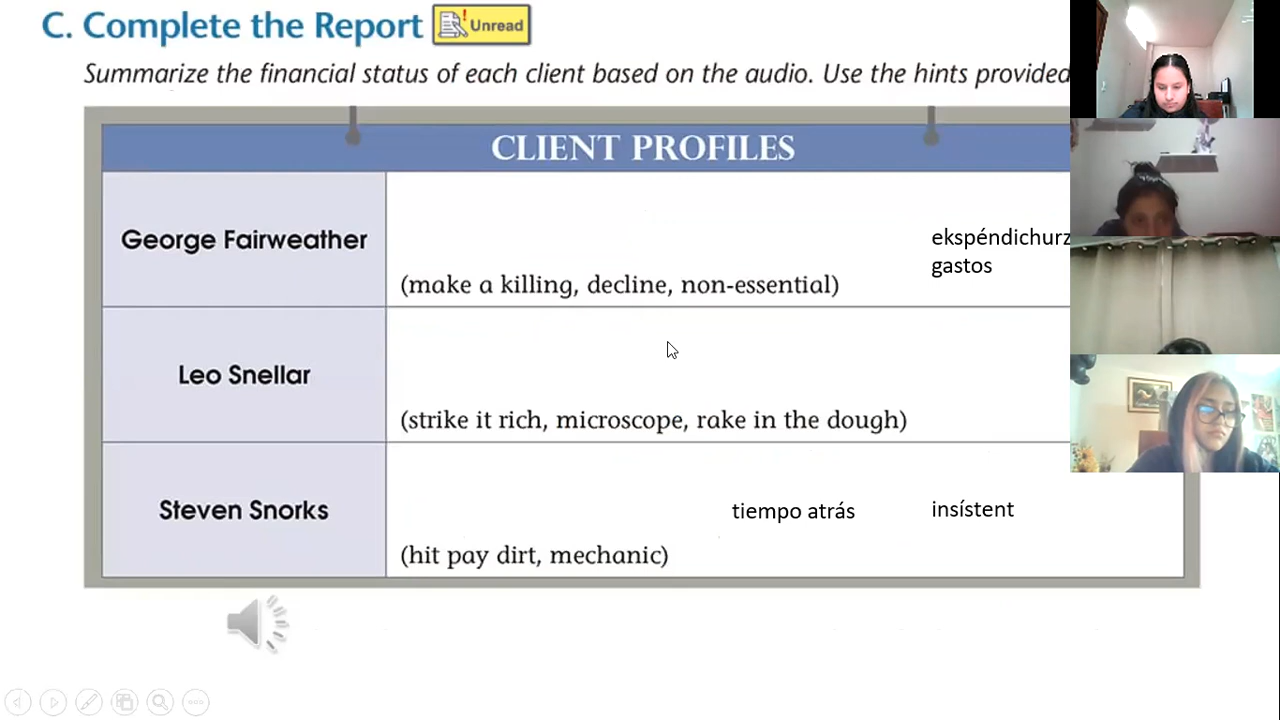 C. Complete the Report
Unread
Summarize the financial status of each client based on the audio. Use the hints provided
CLIENT PROFILES
George Fairweather
ekspéndichurz
gastos
(make a killing, decline, non-essential)
Leo Snellar
(strike it rich, microscope, rake in the dough)
Steven Snorks
tiempo atrás
insístent
(hit pay dirt, mechanic)